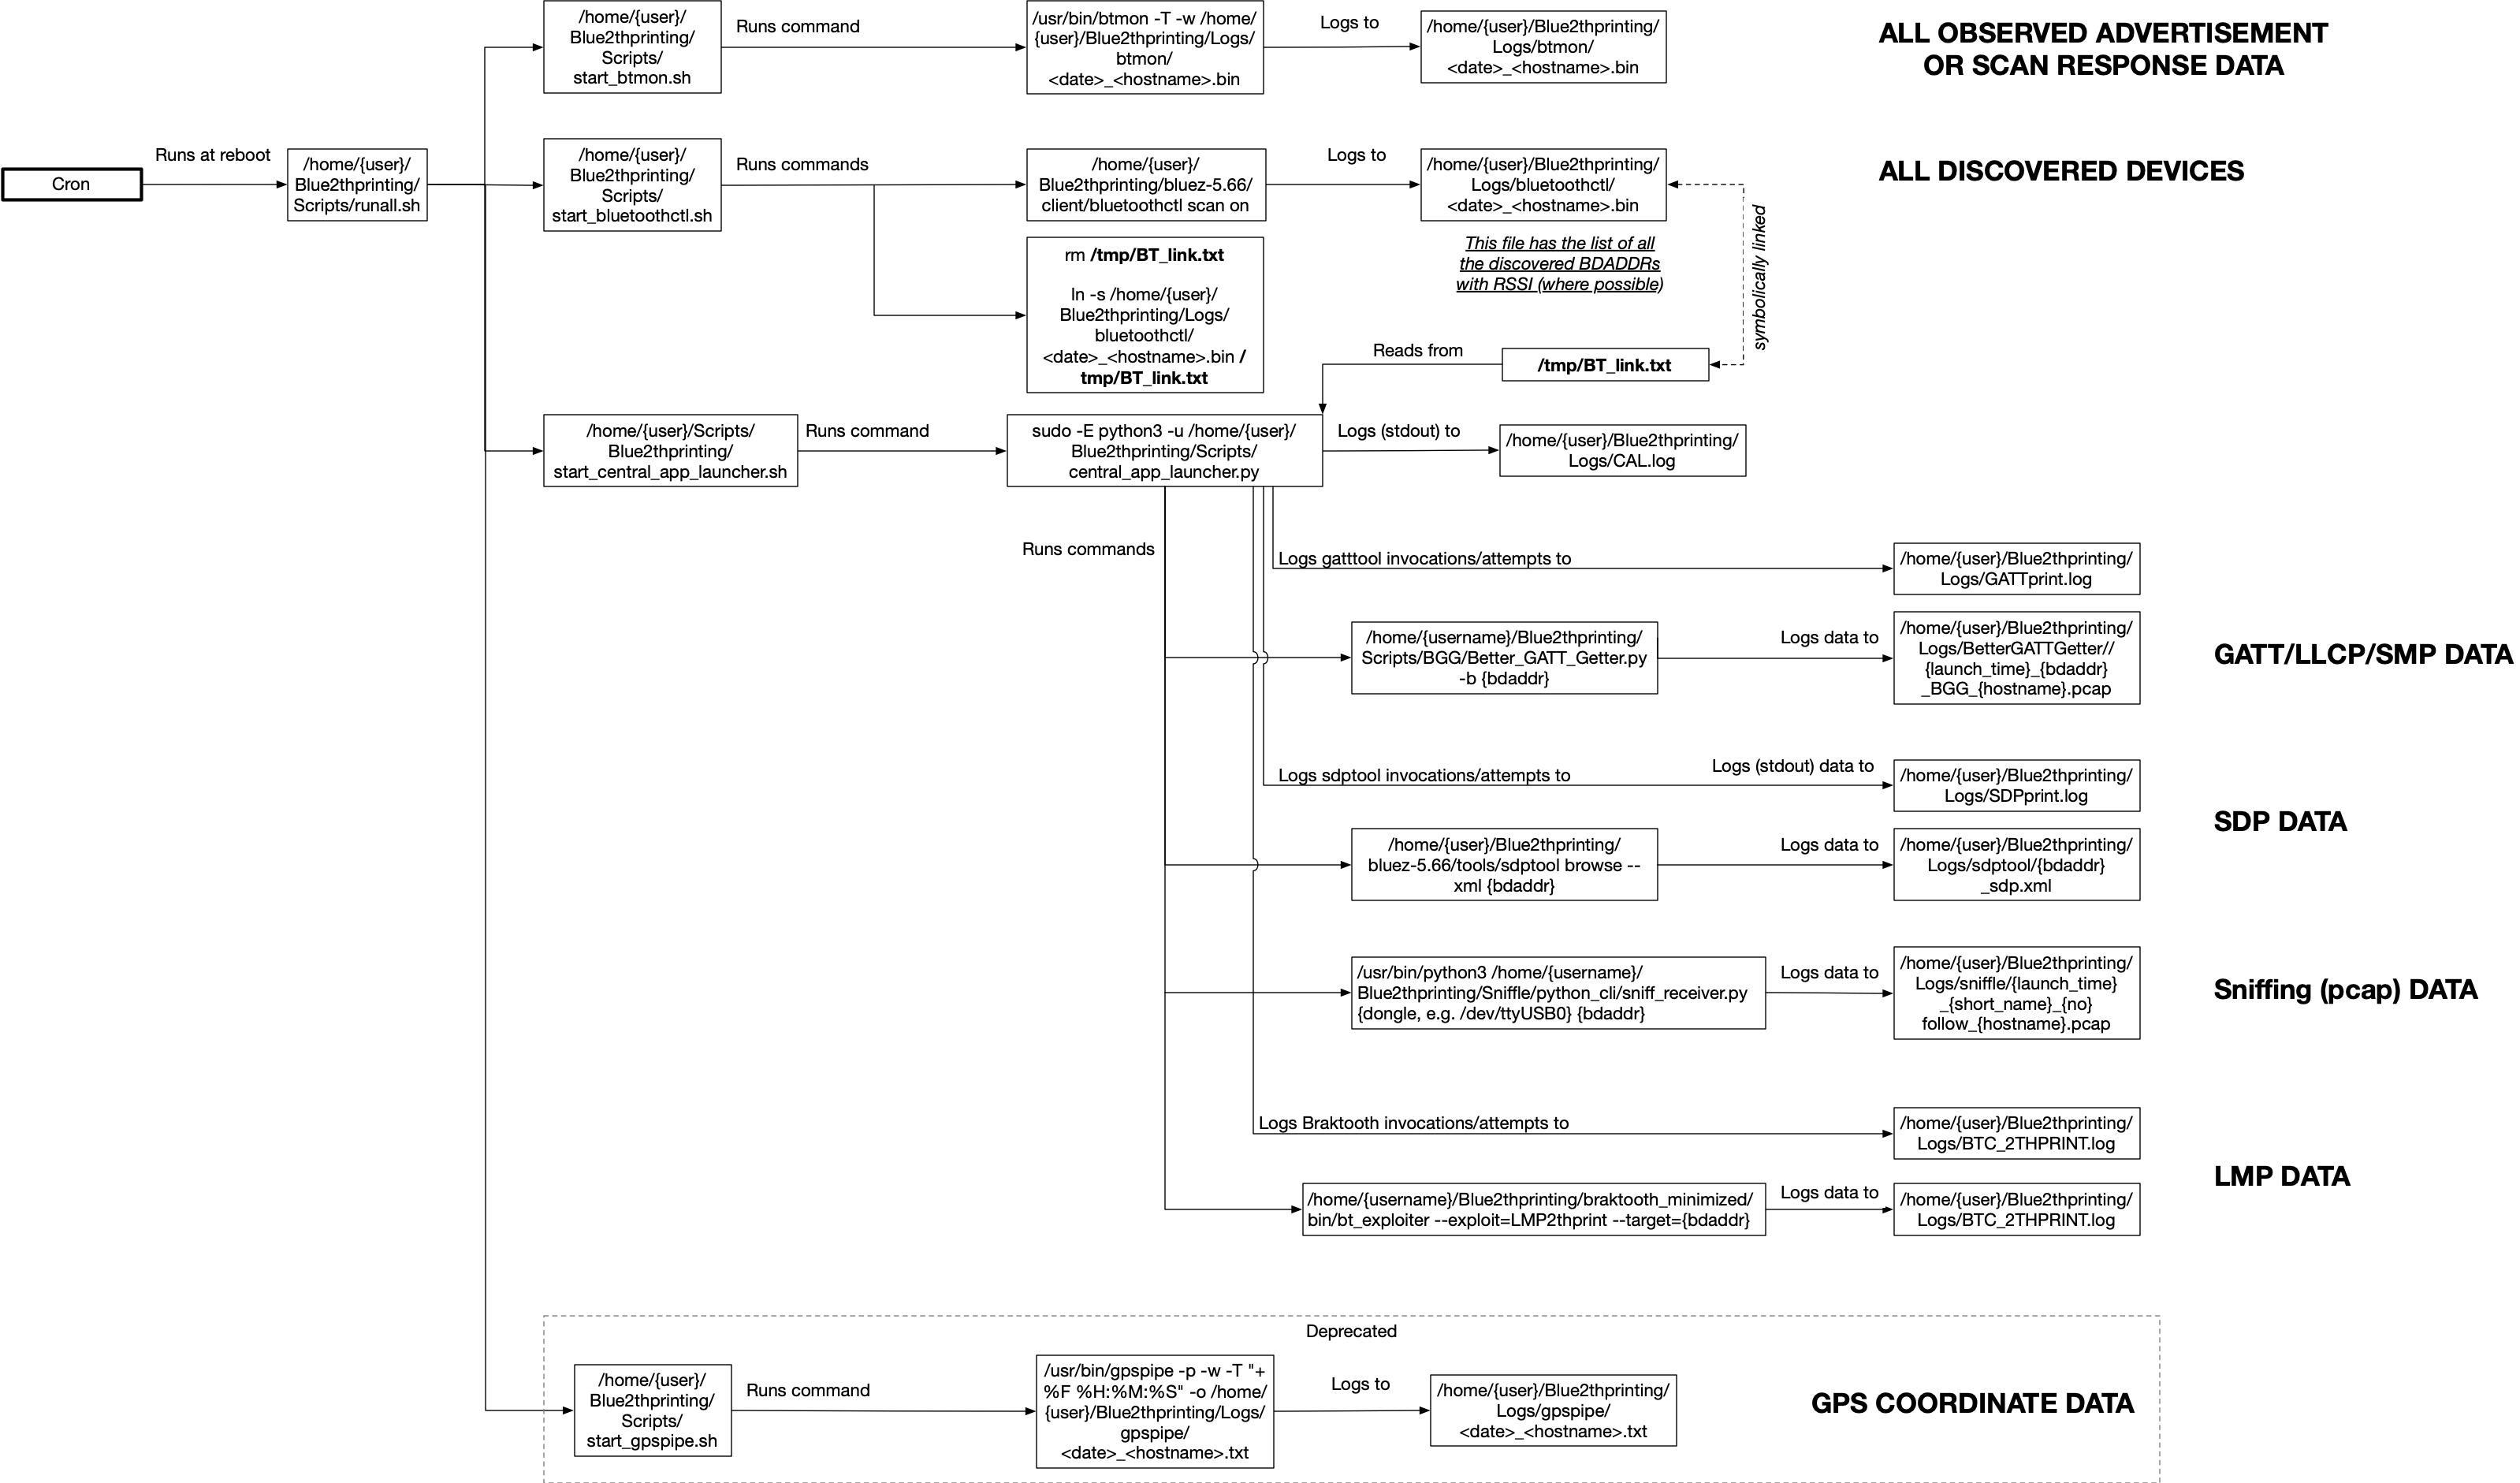 /home/{user}/
Blue2thprinting/
Scripts/
start_btmon.sh
Runs command
/usr/bin/btmon -T -w /home/
{user}/Blue2thprinting/Logs/
btmon/
<date>_<hostname>.bin
Logs to
/home/{user}/Blue2thprinting/
Logs/btmon/
<date>_<hostname>.bin
ALL OBSERVED ADVERTISEMENT
OR SCAN RESPONSE DATA
Cron
Runs at reboot
/home/{user}/
Blue2thprinting/
Scripts/runall.sh
/home/{user}/
Blue2thprinting/
Scripts/
start_bluetoothctl.sh
Runs commands
/home/{user}/
Blue2thprinting/bluez-5.66/
client/bluetoothctl scan on
Logs to
/home/{user}/Blue2thprinting/
Logs/bluetoothctl/
<date>_<hostname>.bin
ALL DISCOVERED DEVICES
This file has the list of all
the discovered BDADDRs
with RSSI (where possible)
symbolically linked
rm /tmp/BT_link.txt
ln -s /home/{user}/
Blue2thprinting/Logs/
bluetoothctl/
<date>_<hostname>.bin /
tmp/BT_link.txt
Reads from
/tmp/BT_link.txt
/home/{user}/Scripts/
Blue2thprinting/
start_central_app_launcher.sh
Runs command
sudo -E python3 -u /home/{user}/
Blue2thprinting/Scripts/
central_app_launcher.py
Logs (stdout) to
/home/{user}/Blue2thprinting/
Logs/CAL.log
Runs commands
Logs gatttool invocations/attempts to
/home/{user}/Blue2thprinting/
Logs/GATTprint.log
/home/{username}/Blue2thprinting/
Scripts/BGG/Better_GATT_Getter.py
-b {bdaddr}
Logs data to
/home/{user}/Blue2thprinting/
Logs/BetterGATTGetter//
{launch_time}_{bdaddr}
_BGG_{hostname}.pcap
GATT/LLCP/SMP DATA
Logs sdptool invocations/attempts to
Logs (stdout) data to
/home/{user}/Blue2thprinting/
Logs/SDPprint.log
SDP DATA
/home/{user}/Blue2thprinting/
bluez-5.66/tools/sdptool browse --
xml {bdaddr}
Logs data to
/home/{user}/Blue2thprinting/
Logs/sdptool/{bdaddr}
_sdp.xml
/usr/bin/python3 /home/{username}/
Blue2thprinting/Sniffle/python_cli/sniff_receiver.py
{dongle, e.g. /dev/ttyUSB0} {bdaddr}
Logs data to
/home/{user}/Blue2thprinting/
Logs/sniffle/{launch_time}
_{short_name}_{no}
follow_{hostname}.pcap
Sniffing (pcap) DATA
Logs Braktooth invocations/attempts to
/home/{user}/Blue2thprinting/
Logs/BTC_2THPRINT.log
LMP DATA
/home/{username}/Blue2thprinting/braktooth_minimized/
bin/bt_exploiter --exploit=LMP2thprint --target={bdaddr}
Logs data to
/home/{user}/Blue2thprinting/
Logs/BTC_2THPRINT.log
Deprecated
/home/{user}/
Blue2thprinting/
Scripts/
start_gpspipe.sh
Runs command
/usr/bin/gpspipe -p -w -T "+
%F %H:%M:%S" -o /home/
{user}/Blue2thprinting/Logs/
gpspipe/
<date>_<hostname>.txt
Logs to
/home/{user}/Blue2thprinting/
Logs/gpspipe/
<date>_<hostname>.txt
GPS COORDINATE DATA